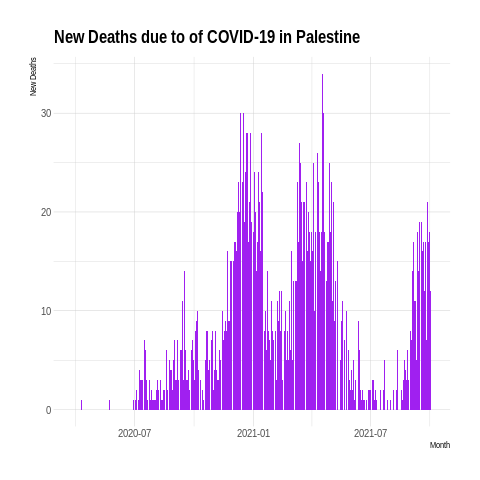 New Deaths due to of COVID-19 in Palestine
New Deaths
30
20
10
0
2020-07
2021-01
2021-07
Month